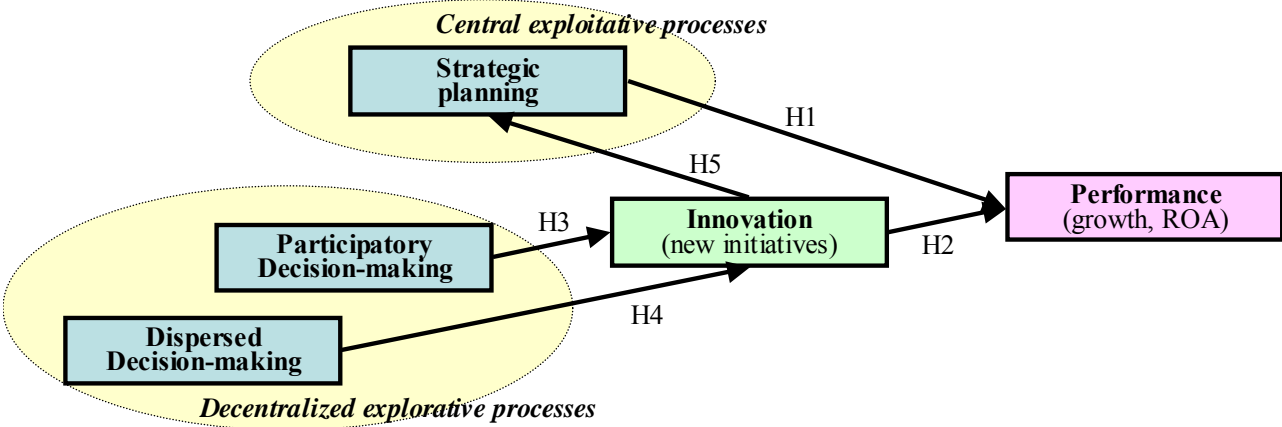 Central exploitative processes
Strategic
planning
H1
H5
Performance
(growth, ROA)
Innovation
(new initiatives)
H2
H3
Participatory
Decision-making
H4
Dispersed
Decision-making
Decentralized explorative processes